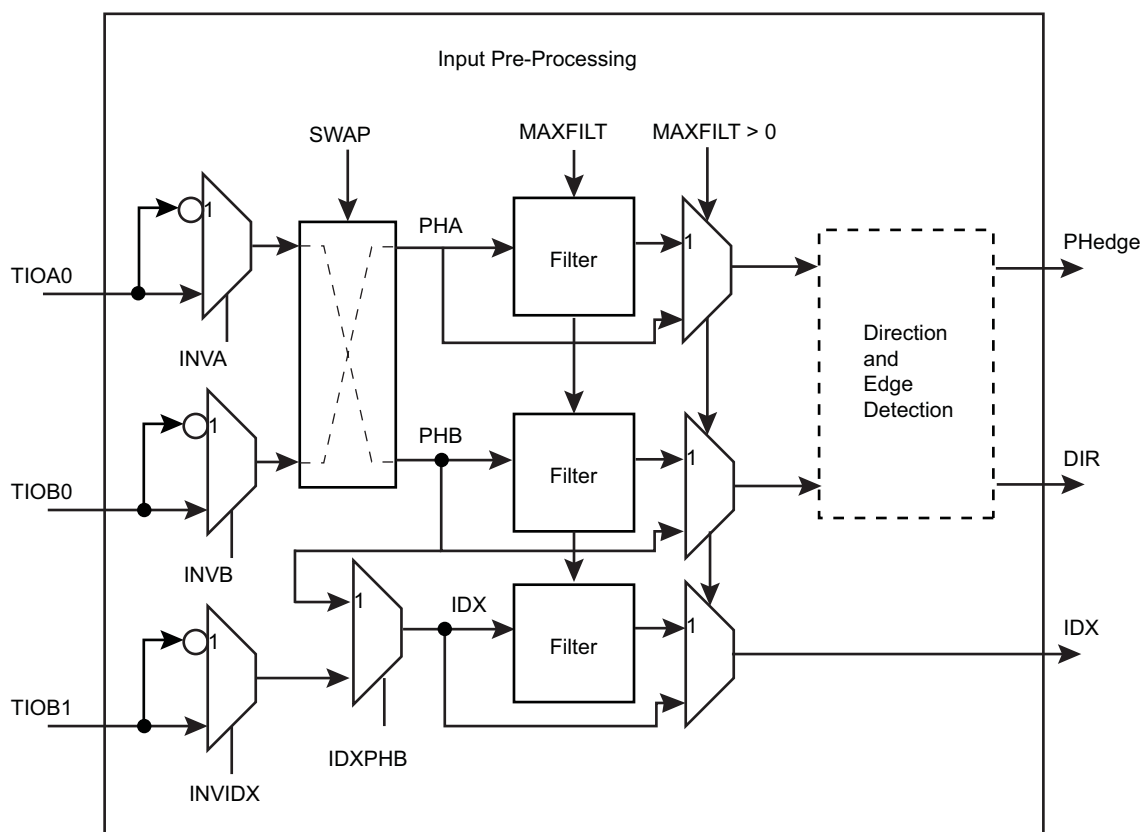 Input Pre-Processing
SWAP
MAXFILT
MAXFILT > 0
1
PHA
1
Filter
PHedge
TIOA0
INVA
Direction
and
Edge
Detection
1
PHB
1
Filter
DIR
TIOB0
INVB
1
IDX
1
Filter
IDX
1
TIOB1
IDXPHB
INVIDX